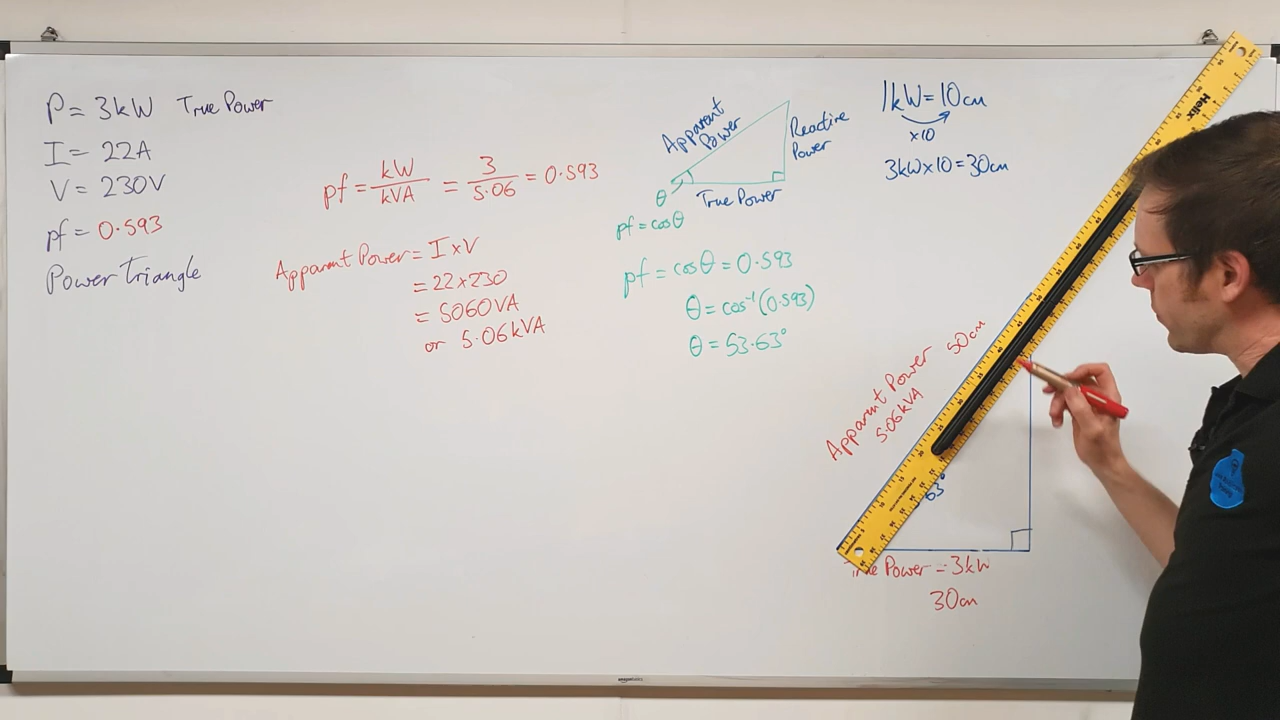 P = 3kW True Power
I = 22A
V = 230V
pf = 0.593
Power Triangle
pf = kW/kVA = 3/5.06 = 0.593
Apparent Power = I x V
= 22 x 230
= 5060VA
or 5.06kVA
Apparent Power
Reactive Power
θ
True Power
pf = cosθ
pf = cosθ = 0.593
θ = cos⁻¹(0.593)
θ = 53.63°
1kW = 10cm
x10
3kW x 10 = 30cm
Helix
Apparent Power 50cm
5.06kVA
63°
True Power = 3kW
30cm